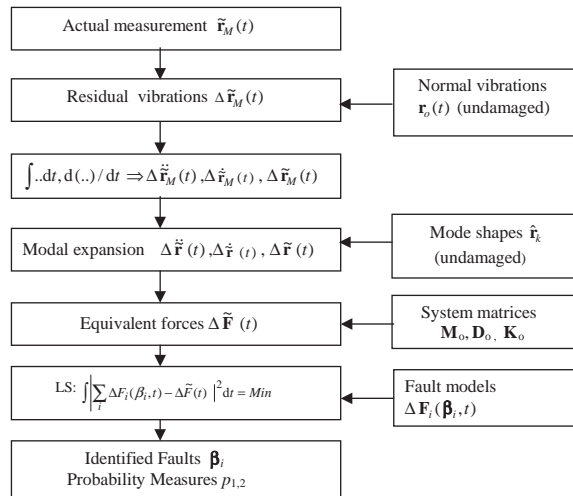 Actual measurement r̃_M(t)
Residual vibrations Δr̃_M(t)
Normal vibrations
r_o(t) (undamaged)
∫..dt, d(..)/dt ⇒ Δr̃̈_M(t), Δr̃̇_M(t), Δr̃_M(t)
Modal expansion Δr̃̈(t), Δr̃̇(t), Δr̃(t)
Mode shapes r̂_k
(undamaged)
Equivalent forces ΔF̃(t)
System matrices
M_o, D_o, K_o
LS: ∫|∑_i ΔF_i(β_i,t) − ΔF̃(t)|² dt = Min
Fault models
ΔF_i(β_i,t)
Identified Faults β_i
Probability Measures p_1,2